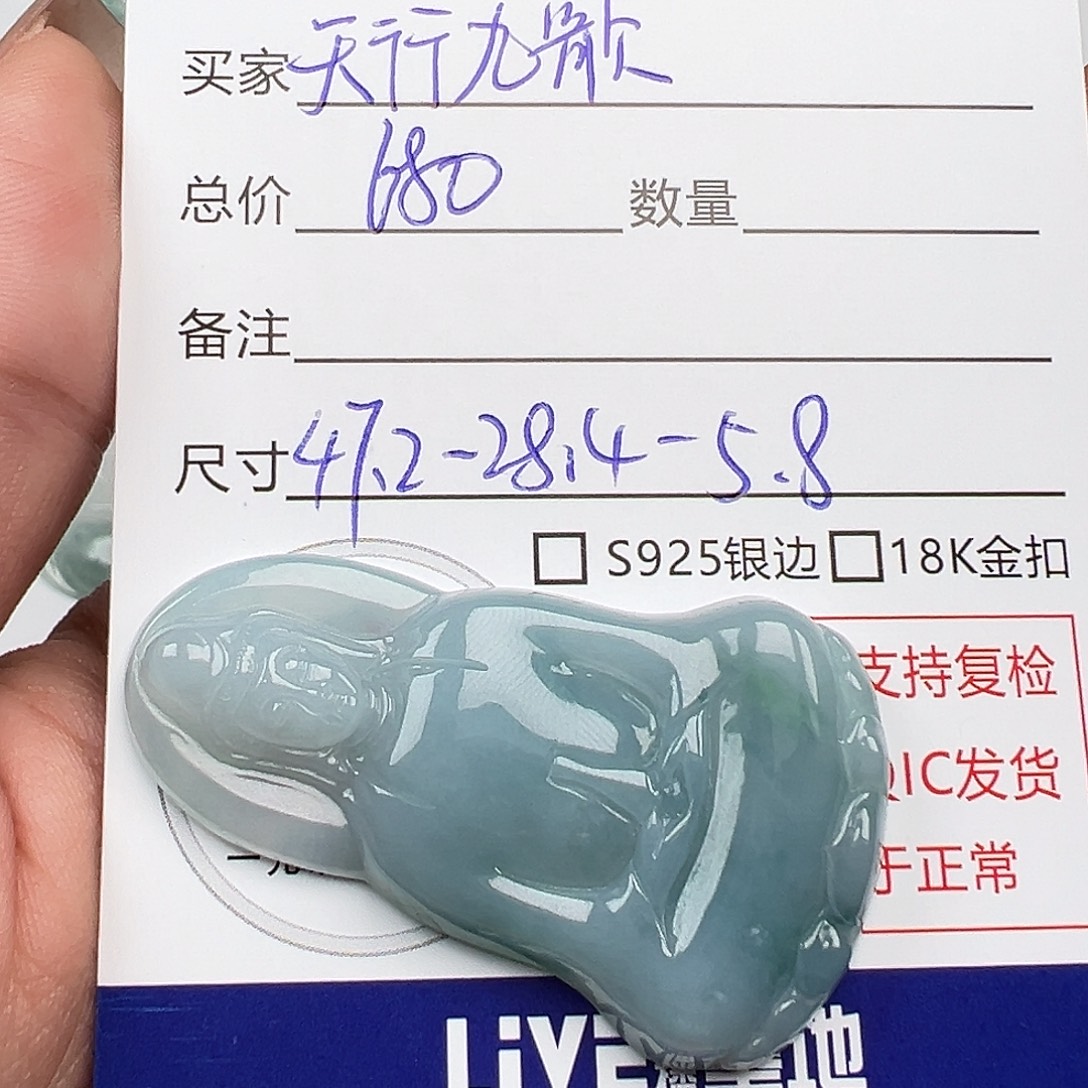 买家 天行九歌
总价 680 数量
备注
尺寸 47.2-28.4-5.8
S925银边 18K金扣
支持复检
IC发货
于正常
LiV